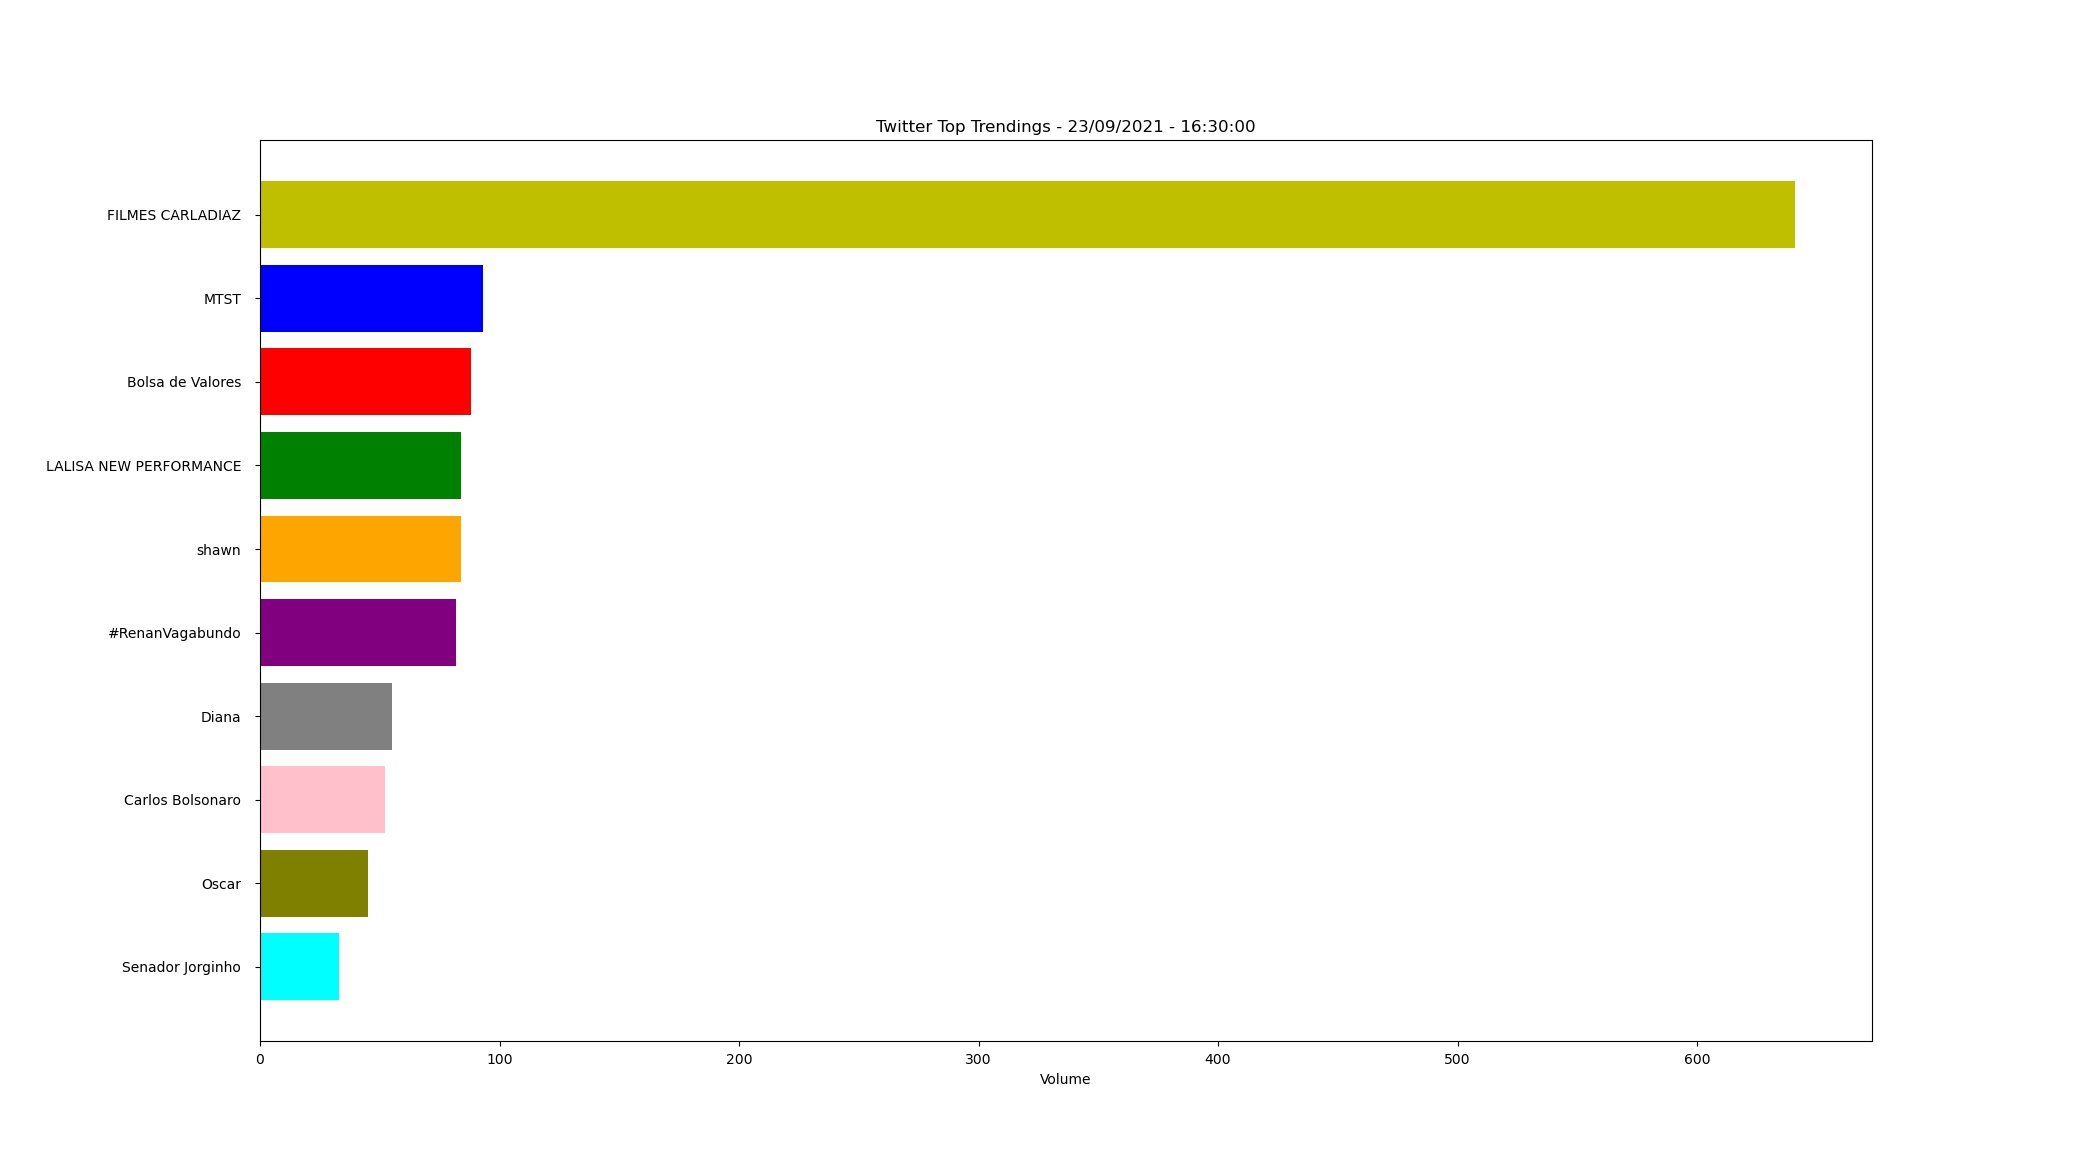 Twitter Top Trendings - 23/09/2021 - 16:30:00
FILMES CARLADIAZ
MTST
Bolsa de Valores
LALISA NEW PERFORMANCE
shawn
#RenanVagabundo
Diana
Carlos Bolsonaro
Oscar
Senador Jorginho
0 100 200 300 400 500 600
Volume